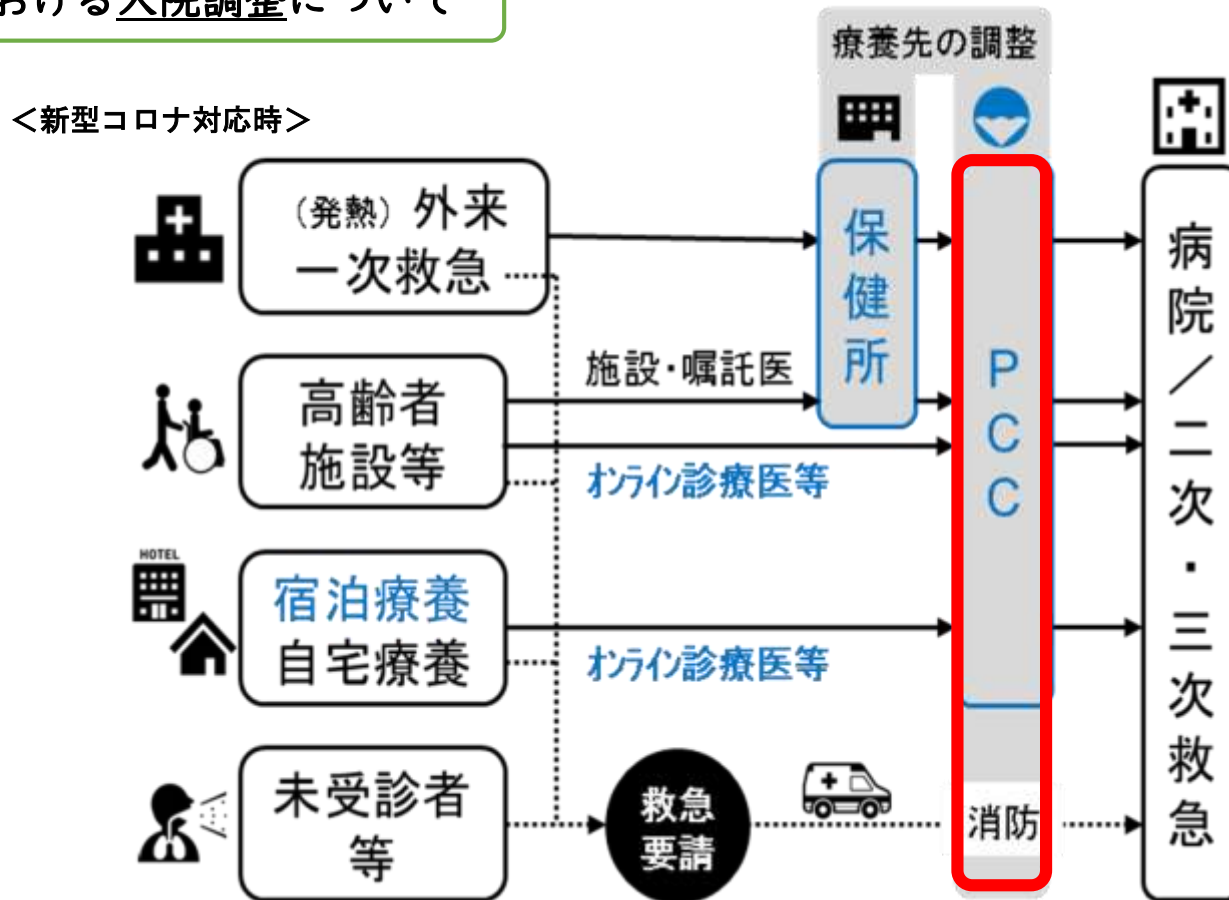 おける入院調整について
＜新型コロナ対応時＞
療養先の調整
（発熱）外来
一次救急
高齢者
施設等
HOTEL
宿泊療養
自宅療養
未受診者
等
施設・嘱託医
オンライン診療医等
オンライン診療医等
救急
要請
保健所
PCC
消防
病院／二次・三次救急